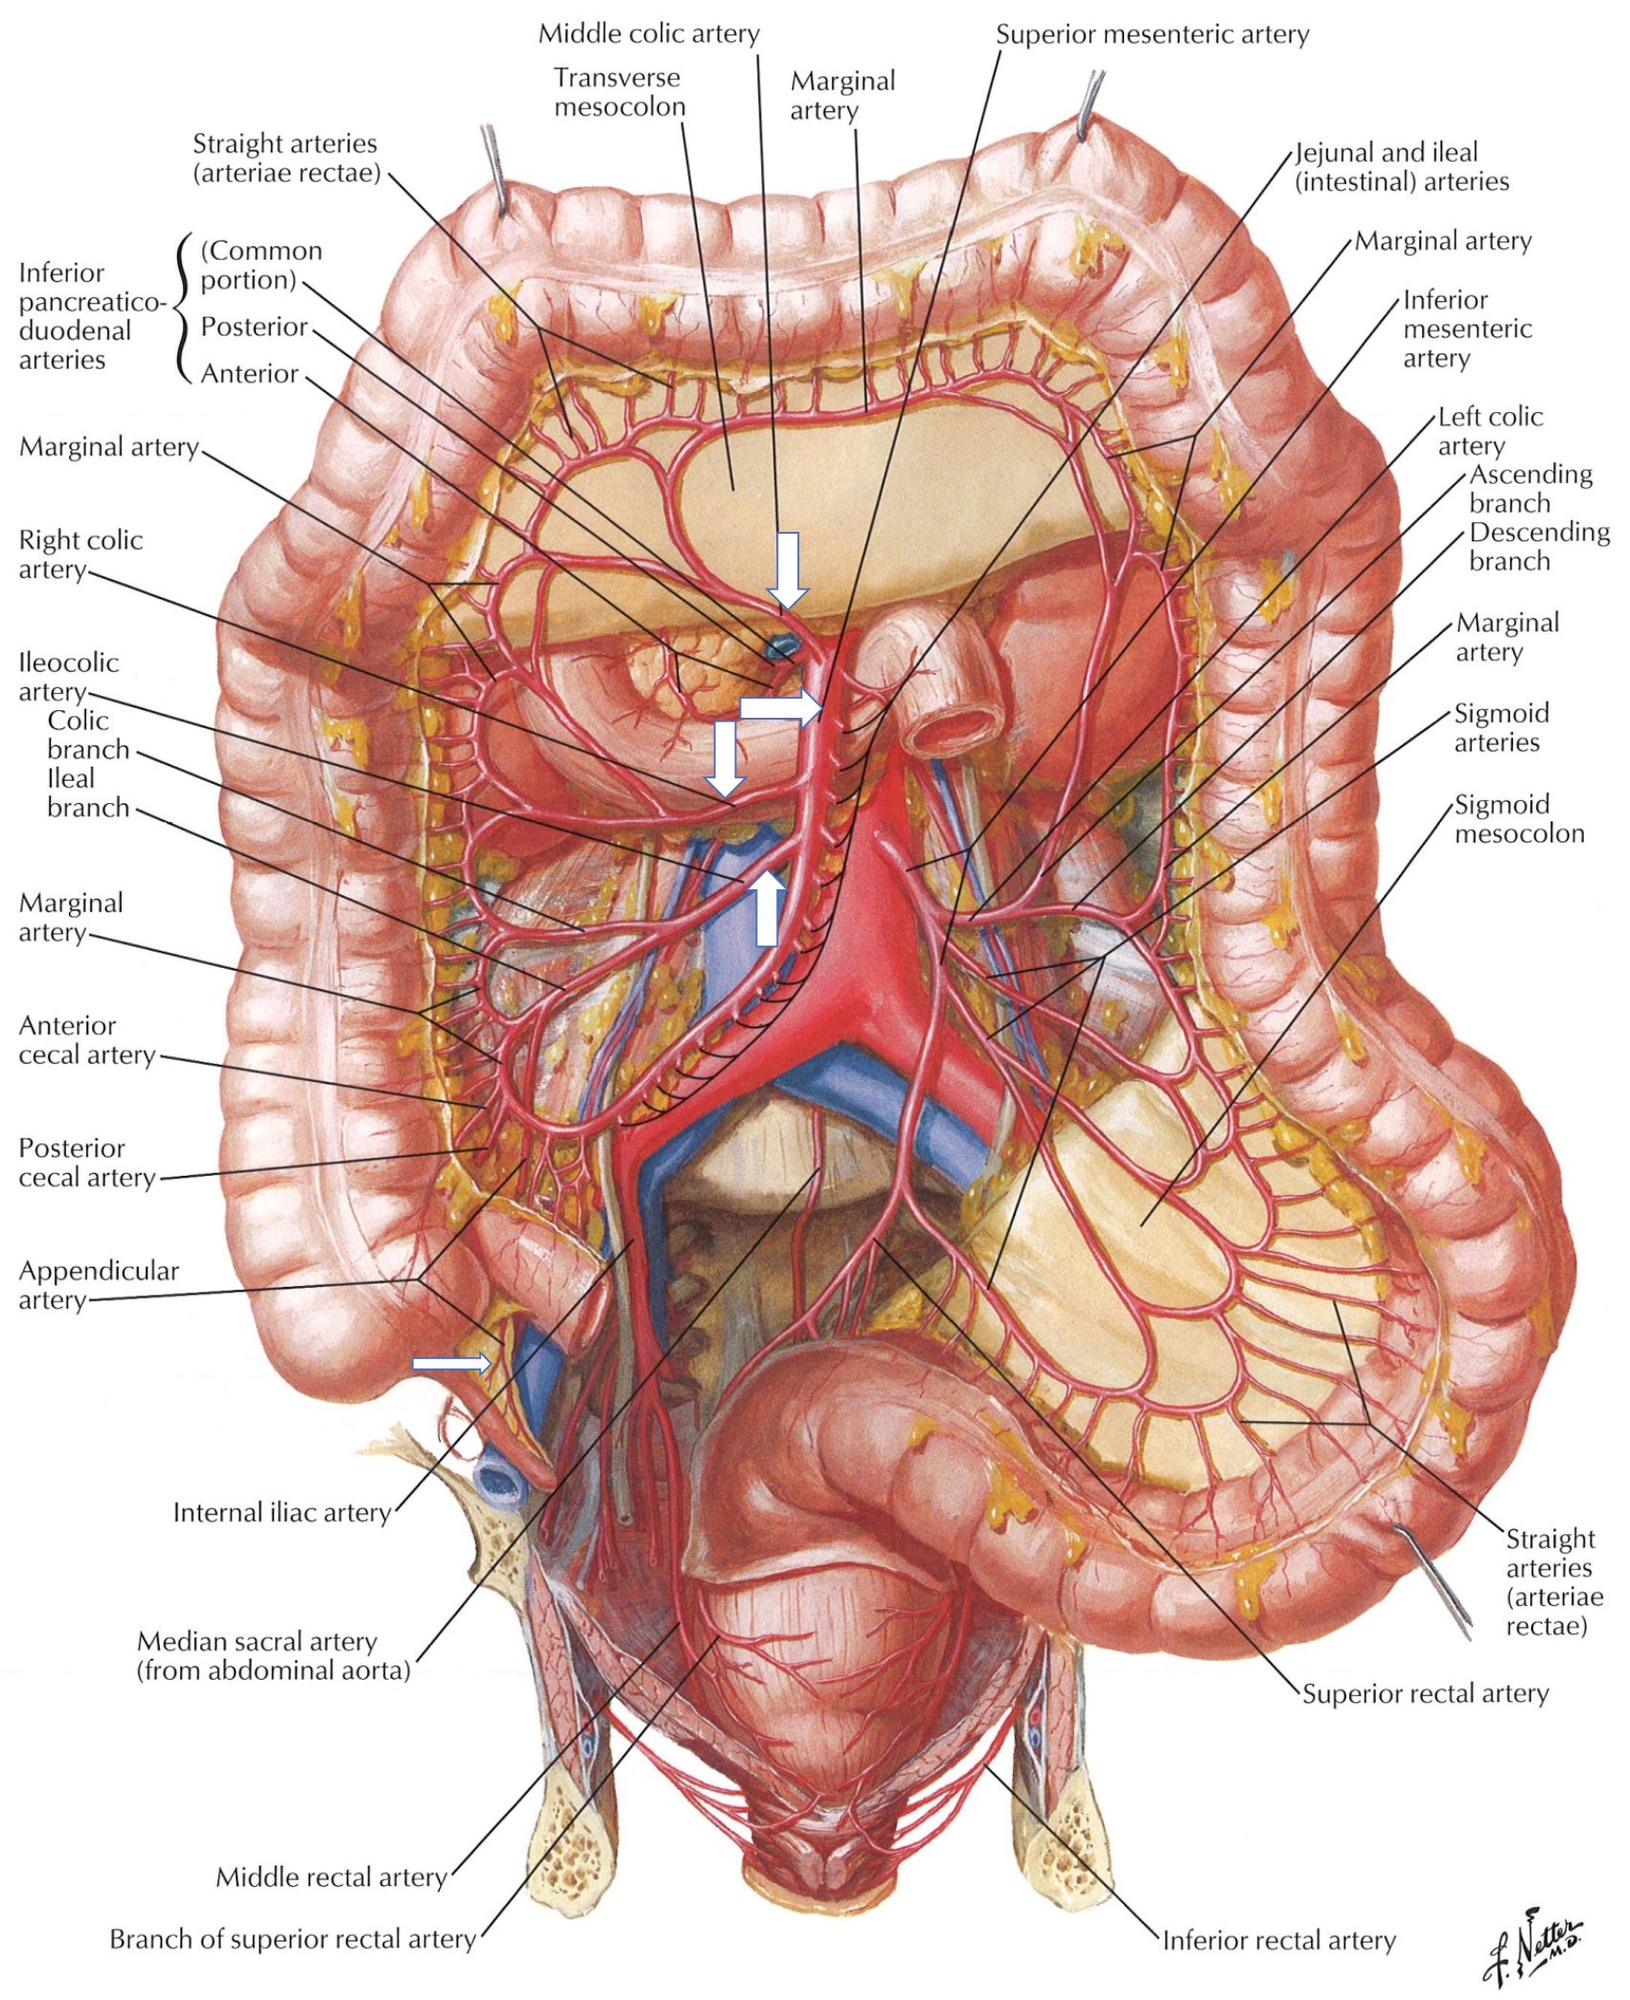 Middle colic artery
Superior mesenteric artery
Transverse
mesocolon
Marginal
artery
Straight arteries
(arteriae rectae)
Jejunal and ileal
(intestinal) arteries
Inferior
pancreatico-
duodenal
arteries
(Common
portion)
Posterior
Anterior
Marginal artery
Inferior
mesenteric
artery
Marginal artery
Left colic
artery
Ascending
branch
Descending
branch
Right colic
artery
Marginal
artery
Ileocolic
artery
Colic
branch
Ileal
branch
Sigmoid
arteries
Sigmoid
mesocolon
Marginal
artery
Anterior
cecal artery
Posterior
cecal artery
Appendicular
artery
Internal iliac artery
Straight
arteries
(arteriae
rectae)
Median sacral artery
(from abdominal aorta)
Superior rectal artery
Middle rectal artery
Branch of superior rectal artery
Inferior rectal artery
F. Netter
M.D.